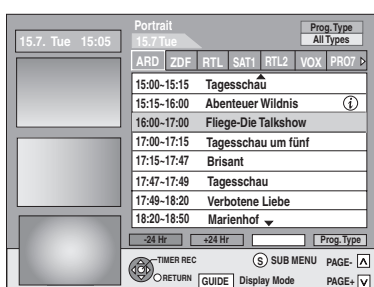 Portrait
Prog. Type
15.7. Tue 15:05
15.7 Tue
All Types
ARD ZDF RTL SAT1 RTL2 VOX PRO7
15:00~15:15 Tagesschau
15:15~16:00 Abenteuer Wildnis i
16:00~17:00 Fliege-Die Talkshow
17:00~17:15 Tagesschau um fünf
17:15~17:47 Brisant
17:47~17:49 Tagesschau
17:49~18:20 Verbotene Liebe
18:20~18:50 Marienhof
-24 Hr +24 Hr Prog. Type
TIMER REC S SUB MENU PAGE-
RETURN GUIDE Display Mode PAGE+